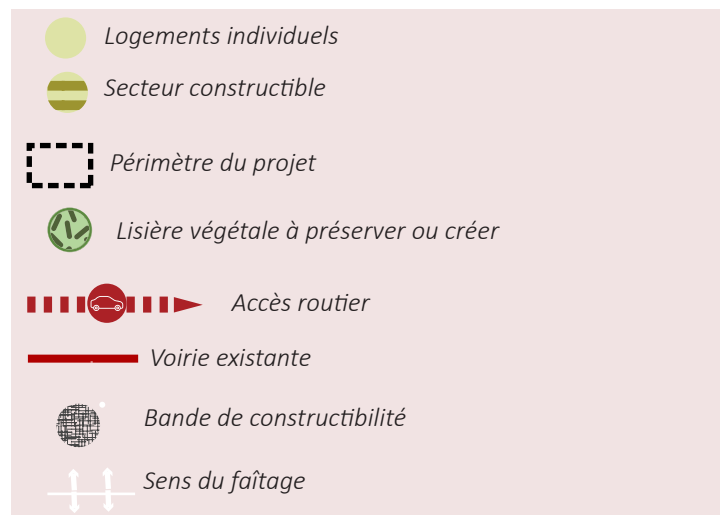 Logements individuels
Secteur constructible
Périmètre du projet
Lisière végétale à préserver ou créer
Accès routier
Voirie existante
Bande de constructibilité
Sens du faîtage